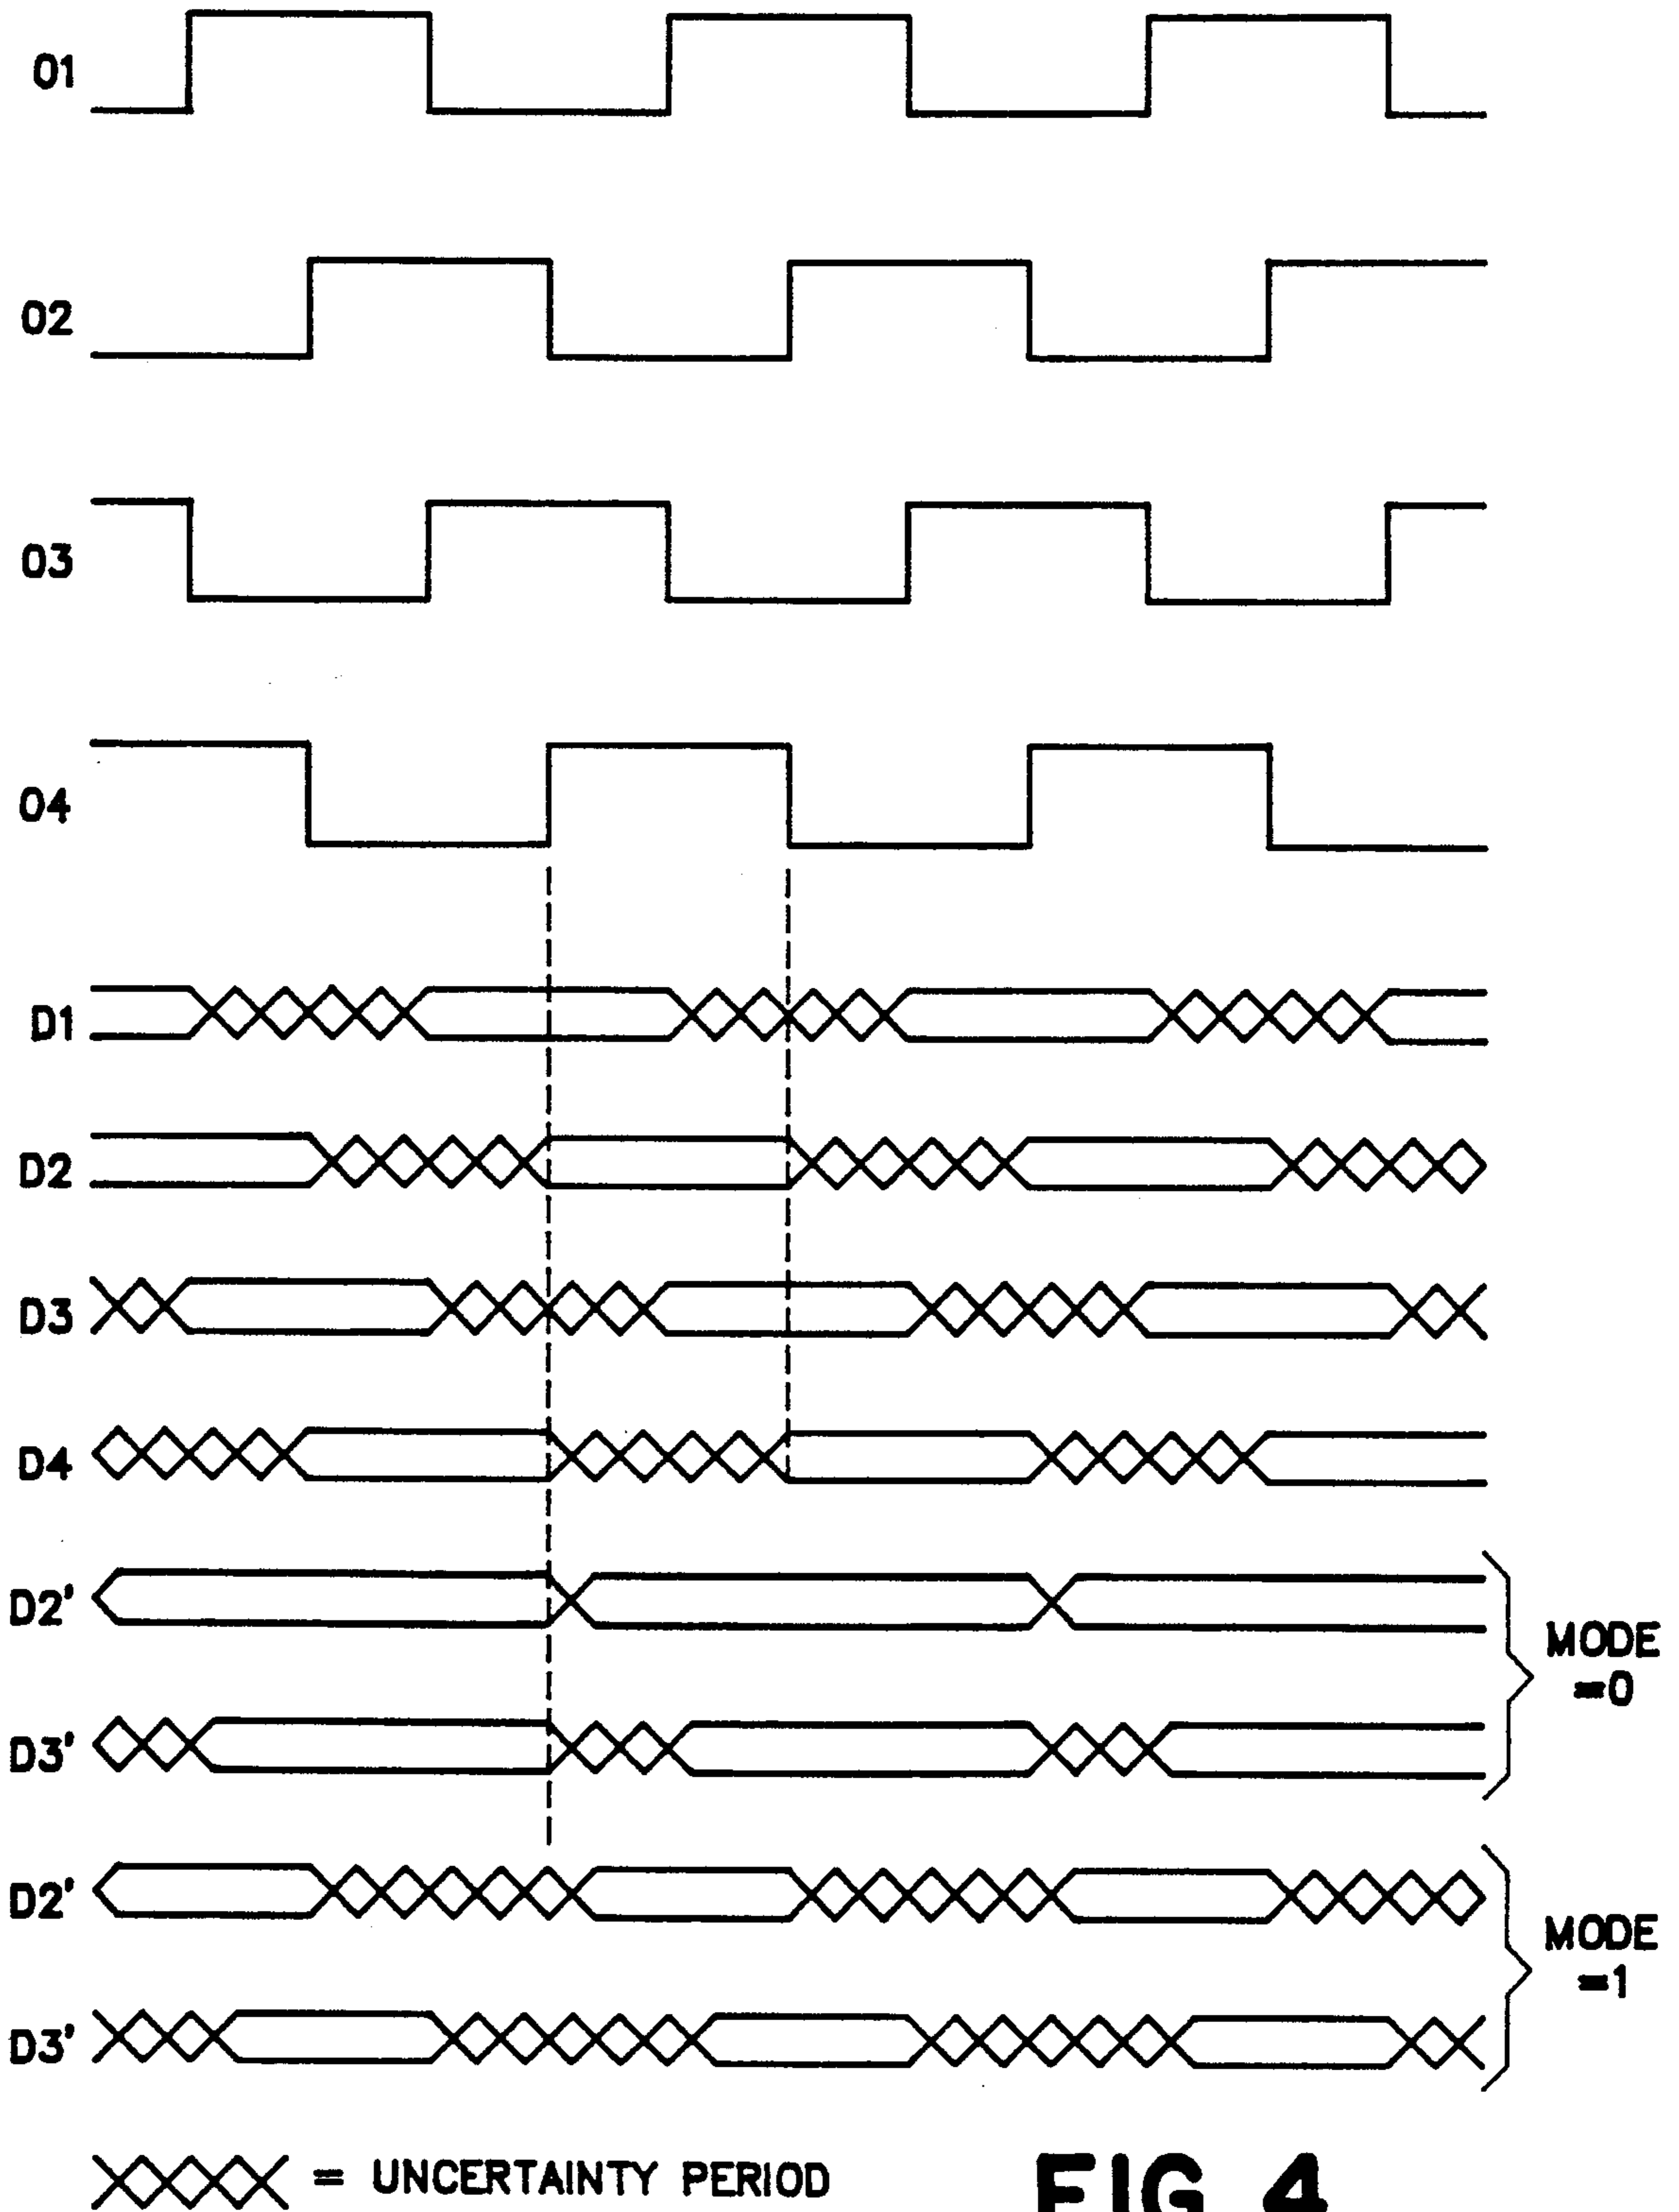 01
02
03
04
D1
D2
D3
D4
D2'
D3'
MODE
=0
D2'
D3'
MODE
=1
= UNCERTAINTY PERIOD
FIG. 4